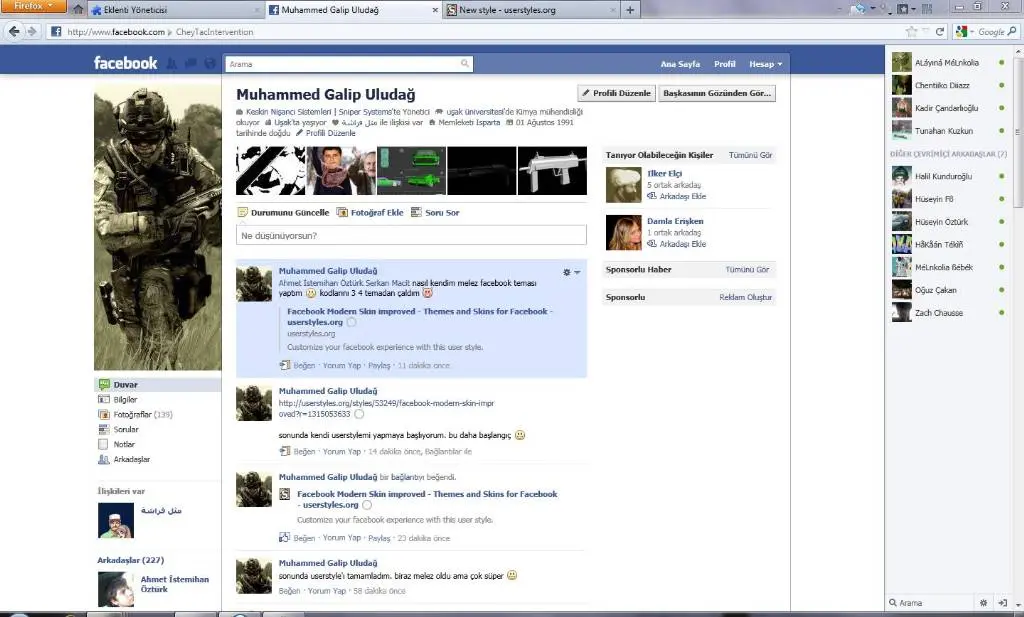 Firefox
Eklenti Yöneticisi
Muhammed Galip Uludağ
New style - userstyles.org
http://www.facebook.com
CheyTacIntervention
Google
facebook
Arama
Ana Sayfa
Profil
Hesap
Muhammed Galip Uludağ
Profili Düzenle
Başkasının Gözünden Gör...
Keskin Nişancı Sistemleri | Sniper Systems'te Yönetici uşak üniversitesi'de Kimya mühendisliği
okuyor Uşak'ta yaşıyor مثل فراشة ile ilişkisi var Memleketi Isparta 01 Ağustos 1991
tarihinde doğdu Profili Düzenle
Durumunu Güncelle
Fotoğraf Ekle
Soru Sor
Ne düşünüyorsun?
Muhammed Galip Uludağ
Ahmet İstemihan Öztürk Serkan Macit nasıl kendim melez facebook teması
yaptım kodlarını 3 4 temadan çaldım
Facebook Modern Skin improved - Themes and Skins for Facebook -
userstyles.org
userstyles.org
Customize your facebook experience with this user style.
Beğen · Yorum Yap · Paylaş · 11 dakika önce
Muhammed Galip Uludağ
http://userstyles.org/styles/53249/facebook-modern-skin-impr
oved?r=1315053633
sonunda kendi userstylemi yapmaya başlıyorum. bu daha başlangıç
Beğen · Yorum Yap · 14 dakika önce, Bağlantılar ile
Muhammed Galip Uludağ bir bağlantıyı beğendi.
Facebook Modern Skin improved - Themes and Skins for Facebook
- userstyles.org
Customize your facebook experience with this user style.
Beğen · Yorum Yap · Paylaş · 23 dakika önce
Muhammed Galip Uludağ
sonunda userstyle'ı tamamladım. biraz melez oldu ama çok süper
Beğen · Yorum Yap · 58 dakika önce
Duvar
Bilgiler
Fotoğraflar (139)
Sorular
Notlar
Arkadaşlar
İlişkileri var
مثل فراشة
Arkadaşlar (227)
Ahmet İstemihan
Öztürk
Tanıyor Olabileceğin Kişiler
Tümünü Gör
Ilker Elçi
5 ortak arkadaş
Arkadaşı Ekle
Damla Erişken
1 ortak arkadaş
Arkadaşı Ekle
Sponsorlu Haber
Tümünü Gör
Sponsorlu
Reklam Oluştur
ALáyıná MéLnkolia
Chentiiko Diiazz
Kadir Çandarlıoğlu
Tunahan Kuzkun
DİĞER ÇEVRİMİÇİ ARKADAŞLAR (7)
Halil Kunduroğlu
Hüseyin Fő
Hüseyin Öztürk
HåKåán Tékiñ
MéLnkolia ßébék
Oğuz Çakan
Zach Chausse
Arama